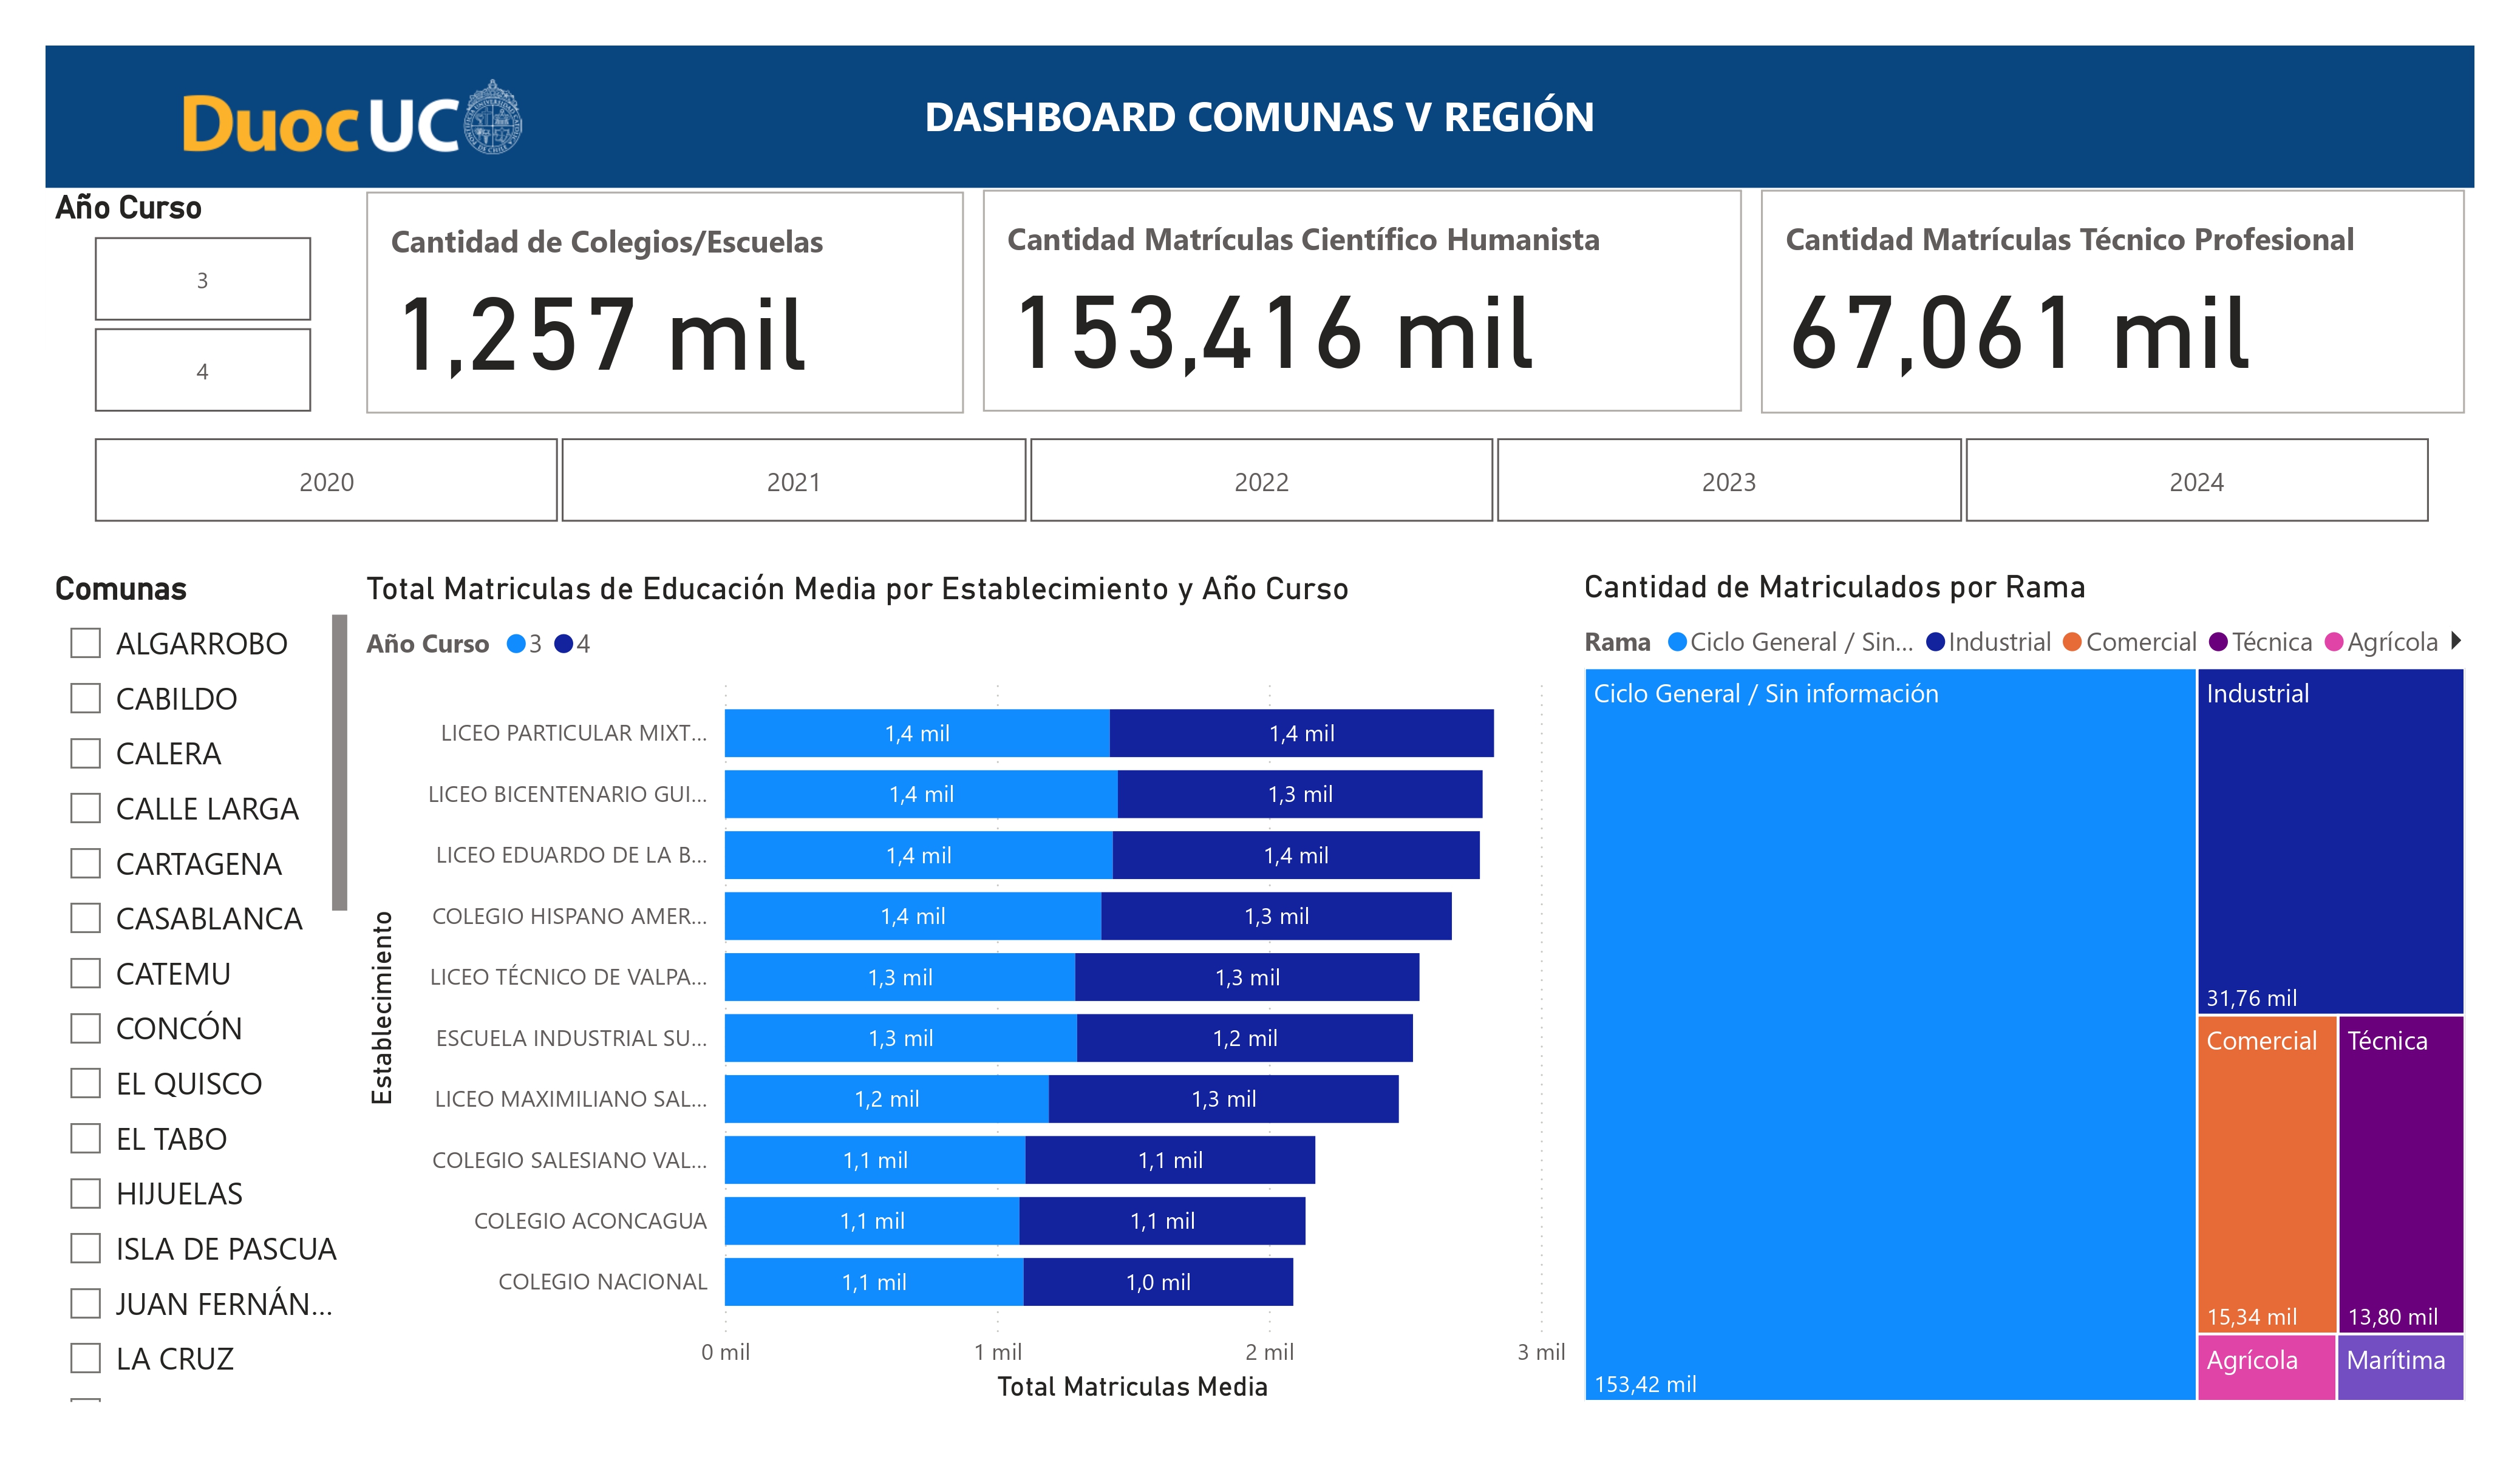 Duoc UC
DASHBOARD COMUNAS V REGIÓN
Año Curso
3
4
Cantidad de Colegios/Escuelas
1,257 mil
Cantidad Matrículas Científico Humanista
153,416 mil
Cantidad Matrículas Técnico Profesional
67,061 mil
2020
2021
2022
2023
2024
Comunas
ALGARROBO
CABILDO
CALERA
CALLE LARGA
CARTAGENA
CASABLANCA
CATEMU
CONCÓN
EL QUISCO
EL TABO
HIJUELAS
ISLA DE PASCUA
JUAN FERNÁN...
LA CRUZ
Total Matriculas de Educación Media por Establecimiento y Año Curso
Año Curso 3 4
Establecimiento
LICEO PARTICULAR MIXT... 1,4 mil 1,4 mil
LICEO BICENTENARIO GUI... 1,4 mil 1,3 mil
LICEO EDUARDO DE LA B... 1,4 mil 1,4 mil
COLEGIO HISPANO AMER... 1,4 mil 1,3 mil
LICEO TÉCNICO DE VALPA... 1,3 mil 1,3 mil
ESCUELA INDUSTRIAL SU... 1,3 mil 1,2 mil
LICEO MAXIMILIANO SAL... 1,2 mil 1,3 mil
COLEGIO SALESIANO VAL... 1,1 mil 1,1 mil
COLEGIO ACONCAGUA 1,1 mil 1,1 mil
COLEGIO NACIONAL 1,1 mil 1,0 mil
0 mil 1 mil 2 mil 3 mil
Total Matriculas Media
Cantidad de Matriculados por Rama
Rama Ciclo General / Sin... Industrial Comercial Técnica Agrícola
Ciclo General / Sin información
153,42 mil
Industrial
31,76 mil
Comercial
15,34 mil
Técnica
13,80 mil
Agrícola
Marítima